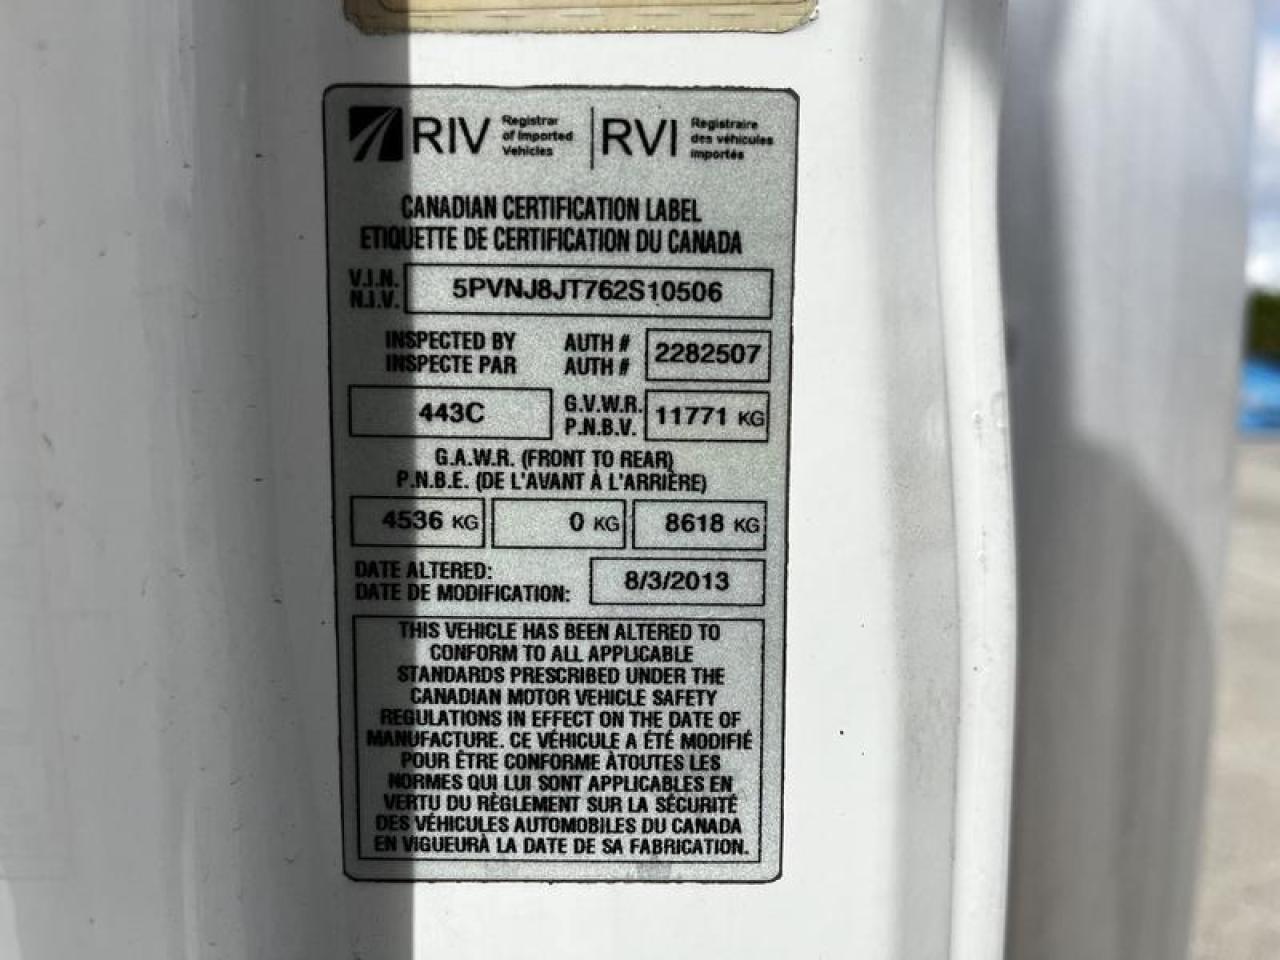 RIV Registrar of Imported Vehicles | RVI Registraire des véhicules importés
CANADIAN CERTIFICATION LABEL
ETIQUETTE DE CERTIFICATION DU CANADA
V.I.N.
N.I.V.
5PVNJ8JT762S10506
INSPECTED BY
INSPECTE PAR
AUTH #
AUTH #
2282507
443C
G.V.W.R.
P.N.B.V.
11771 KG
G.A.W.R. (FRONT TO REAR)
P.N.B.E. (DE L'AVANT À L'ARRIÈRE)
4536 KG 0 KG 8618 KG
DATE ALTERED:
DATE DE MODIFICATION:
8/3/2013
THIS VEHICLE HAS BEEN ALTERED TO
CONFORM TO ALL APPLICABLE
STANDARDS PRESCRIBED UNDER THE
CANADIAN MOTOR VEHICLE SAFETY
REGULATIONS IN EFFECT ON THE DATE OF
MANUFACTURE. CE VÉHICULE A ÉTÉ MODIFIÉ
POUR ÊTRE CONFORME ÀTOUTES LES
NORMES QUI LUI SONT APPLICABLES EN
VERTU DU RÈGLEMENT SUR LA SÉCURITÉ
DES VÉHICULES AUTOMOBILES DU CANADA
EN VIGUEURÀ LA DATE DE SA FABRICATION.